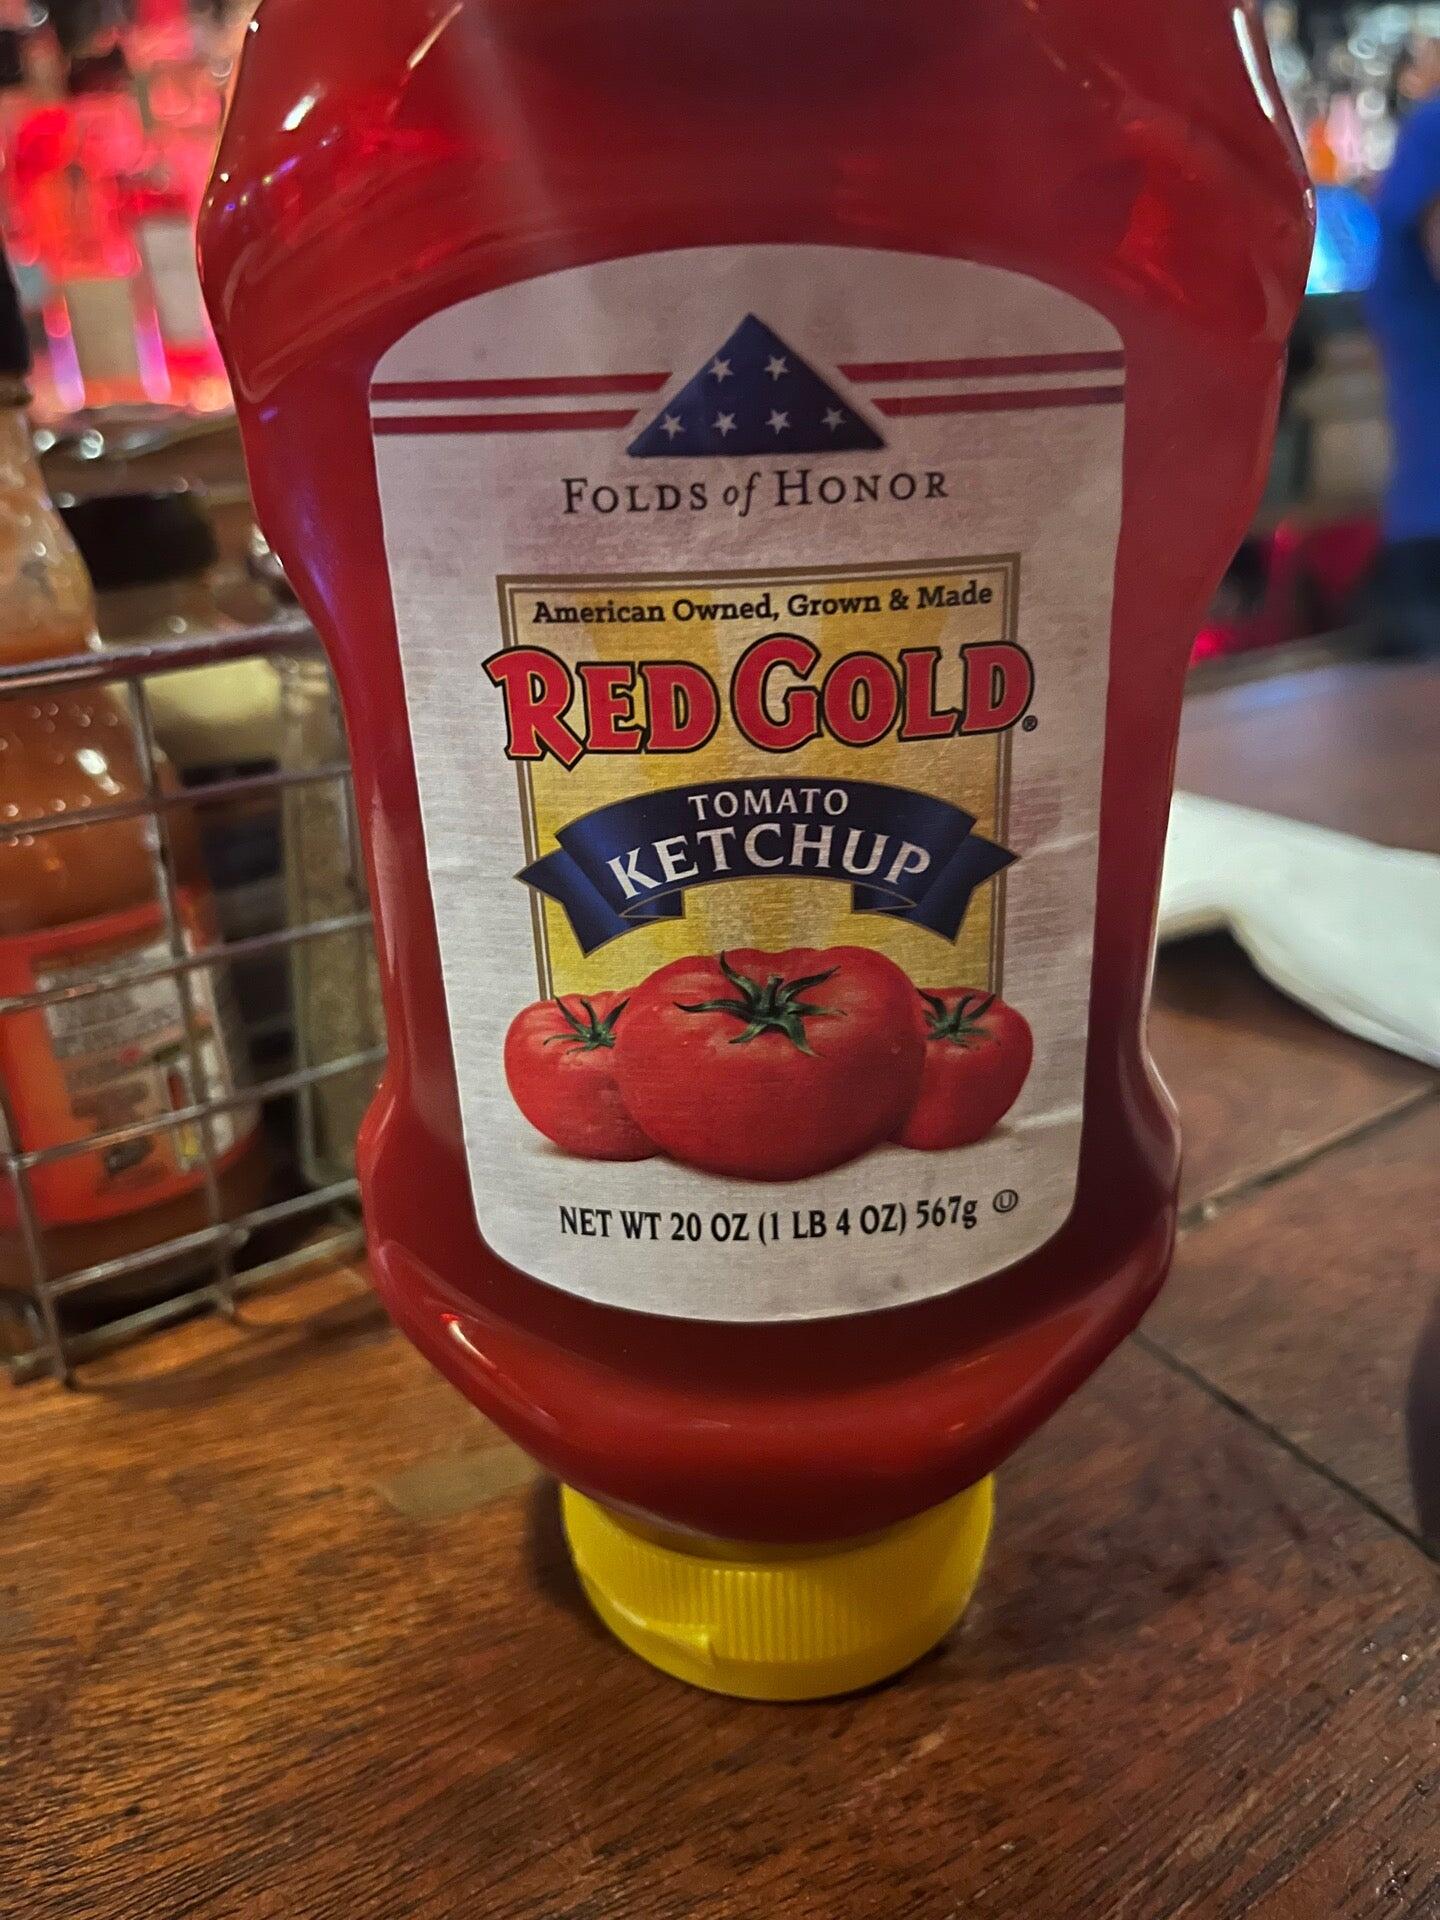 FOLDS of HONOR
American Owned, Grown & Made
RED GOLD®
TOMATO
KETCHUP
NET WT 20 OZ (1 LB 4 OZ) 567g Ⓤ